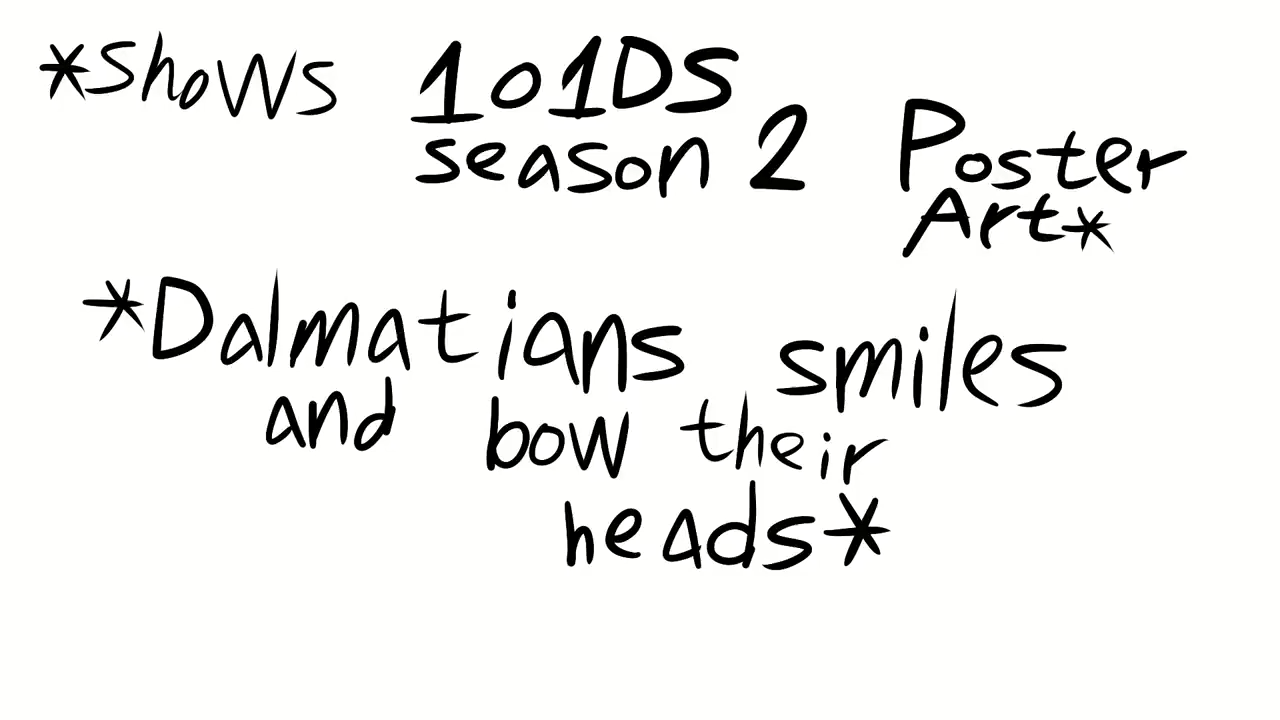 *Shows 101DS
season 2 Poster
Art*
*Dalmatians smiles
and bow their
heads*